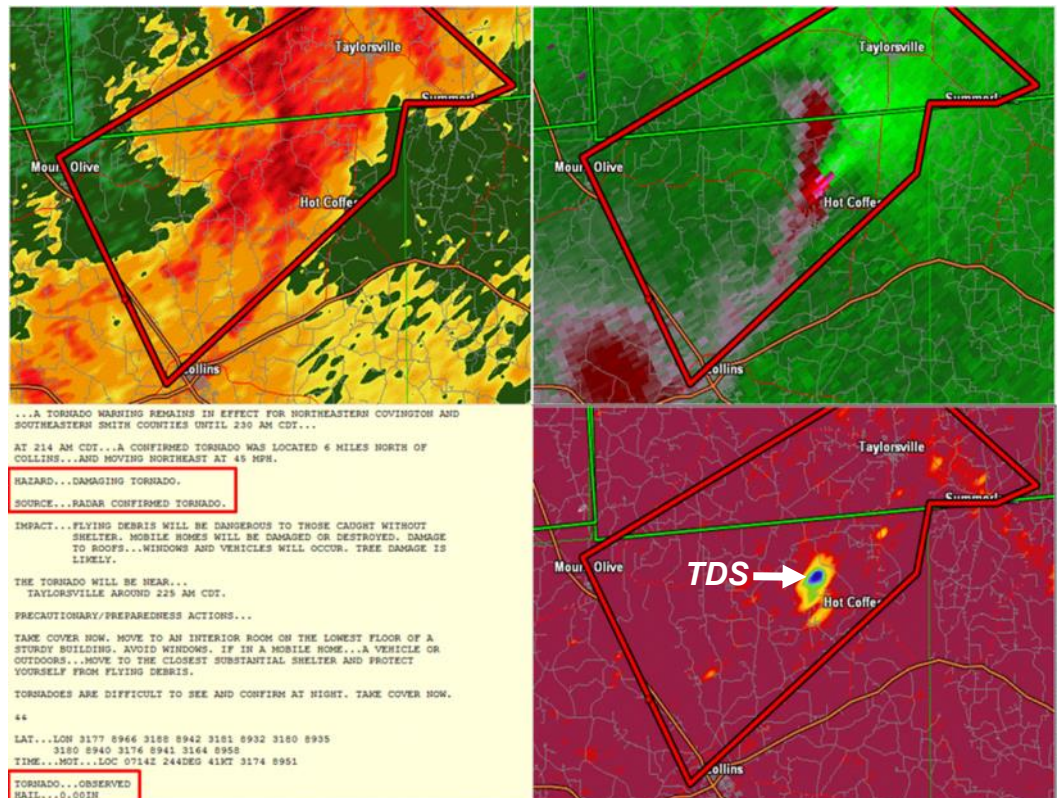 Taylorsville
Summerl
Mount Olive
Hot Coffee
Collins
Taylorsville
Summerl
Mount Olive
Hot Coffee
Collins
...A TORNADO WARNING REMAINS IN EFFECT FOR NORTHEASTERN COVINGTON AND
SOUTHEASTERN SMITH COUNTIES UNTIL 230 AM CDT...
AT 214 AM CDT...A CONFIRMED TORNADO WAS LOCATED 6 MILES NORTH OF
COLLINS...AND MOVING NORTHEAST AT 45 MPH.
HAZARD...DAMAGING TORNADO.
SOURCE...RADAR CONFIRMED TORNADO.
IMPACT...FLYING DEBRIS WILL BE DANGEROUS TO THOSE CAUGHT WITHOUT
SHELTER. MOBILE HOMES WILL BE DAMAGED OR DESTROYED. DAMAGE
TO ROOFS...WINDOWS AND VEHICLES WILL OCCUR. TREE DAMAGE IS
LIKELY.
THE TORNADO WILL BE NEAR...
TAYLORSVILLE AROUND 225 AM CDT.
PRECAUTIONARY/PREPAREDNESS ACTIONS...
TAKE COVER NOW. MOVE TO AN INTERIOR ROOM ON THE LOWEST FLOOR OF A
STURDY BUILDING. AVOID WINDOWS. IF IN A MOBILE HOME...A VEHICLE OR
OUTDOORS...MOVE TO THE CLOSEST SUBSTANTIAL SHELTER AND PROTECT
YOURSELF FROM FLYING DEBRIS.
TORNADOES ARE DIFFICULT TO SEE AND CONFIRM AT NIGHT. TAKE COVER NOW.
&&
LAT...LON 3177 8966 3188 8942 3181 8932 3180 8935
3180 8940 3176 8941 3164 8958
TIME...MOT...LOC 0714Z 244DEG 41KT 3174 8951
TORNADO...OBSERVED
HAIL...0.00IN
Taylorsville
Summerl
Mount Olive
TDS
Hot Coffee
Collins